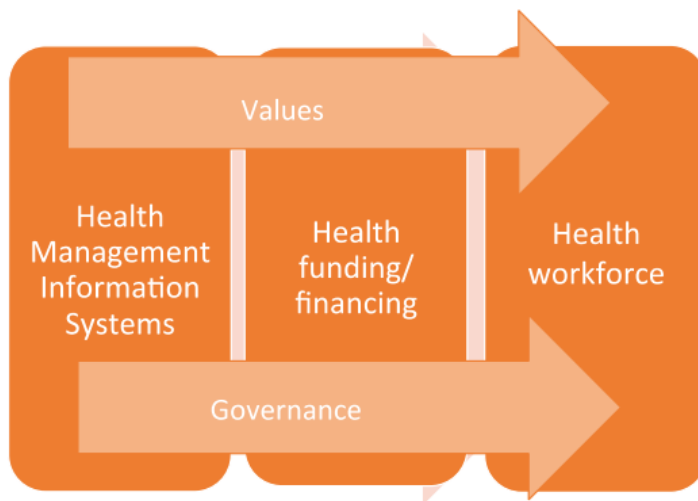 Values
Health
Management
Information
Systems
Health
funding/
financing
Health
workforce
Governance